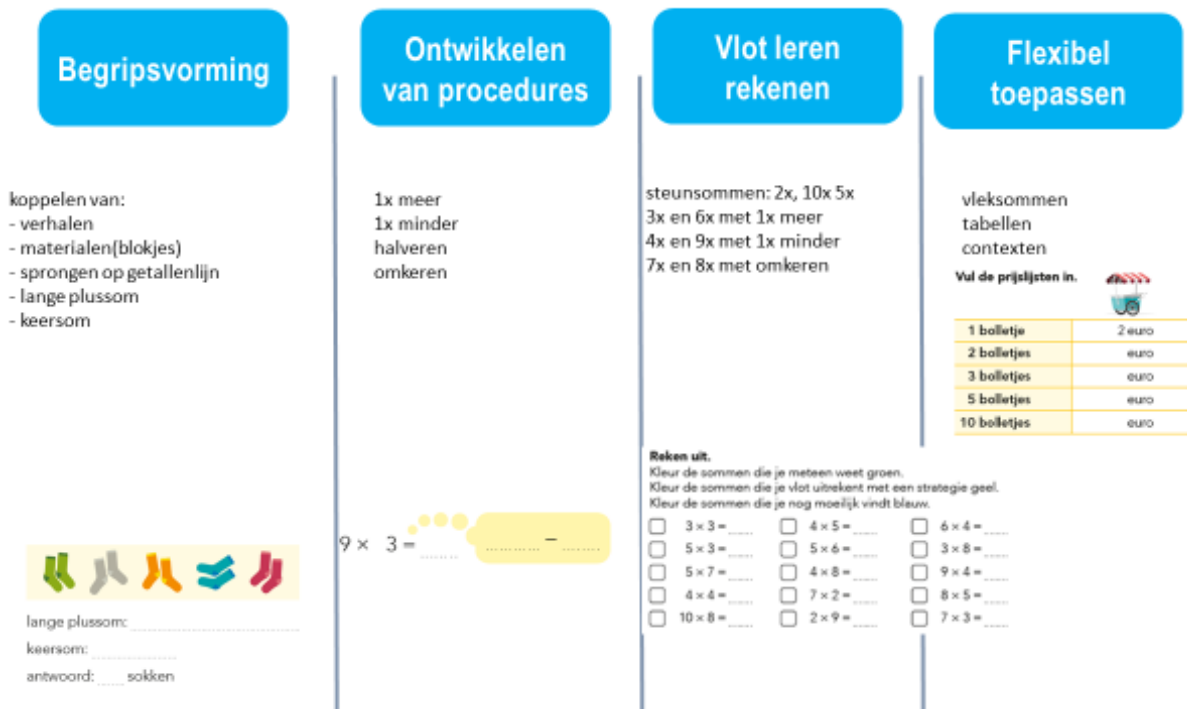 Begripsvorming
koppelen van:
- verhalen
- materialen(blokjes)
- sprongen op getallenlijn
- lange plussom
- keersom
lange plussom: ....................
keersom: ....................
antwoord: ...... sokken
Ontwikkelen
van procedures
1x meer
1x minder
halveren
omkeren
9 × 3 = ........ ............ − ........
Vlot leren
rekenen
steunsommen: 2x, 10x 5x
3x en 6x met 1x meer
4x en 9x met 1x minder
7x en 8x met omkeren
Reken uit.
Kleur de sommen die je meteen weet groen.
Kleur de sommen die je vlot uitrekent met een strategie geel.
Kleur de sommen die je nog moeilijk vindt blauw.
3 × 3 = ...... 4 × 5 = ...... 6 × 4 = ......
5 × 3 = ...... 5 × 6 = ...... 3 × 8 = ......
5 × 7 = ...... 4 × 8 = ...... 9 × 4 = ......
4 × 4 = ...... 7 × 2 = ...... 8 × 5 = ......
10 × 8 = ...... 2 × 9 = ...... 7 × 3 = ......
Flexibel
toepassen
vleksommen
tabellen
contexten
Vul de prijslijsten in.
1 bolletje 2 euro
2 bolletjes euro
3 bolletjes euro
5 bolletjes euro
10 bolletjes euro